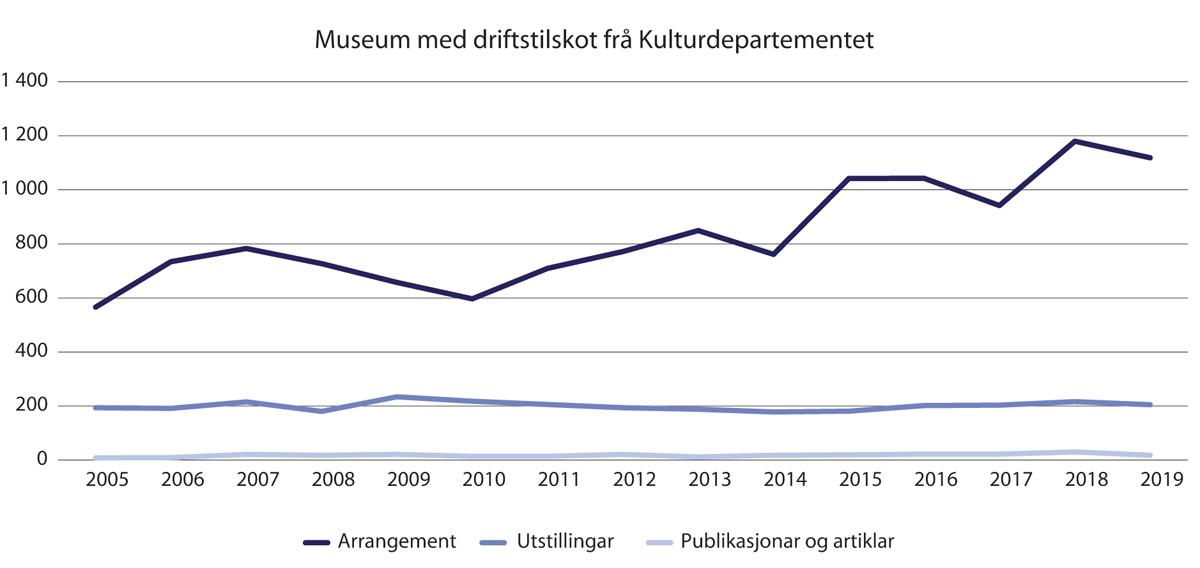 Museum med driftstilskot frå Kulturdepartementet
1 400
1 200
1 000
800
600
400
200
0
2005 2006 2007 2008 2009 2010 2011 2012 2013 2014 2015 2016 2017 2018 2019
Arrangement Utstillingar Publikasjonar og artiklar